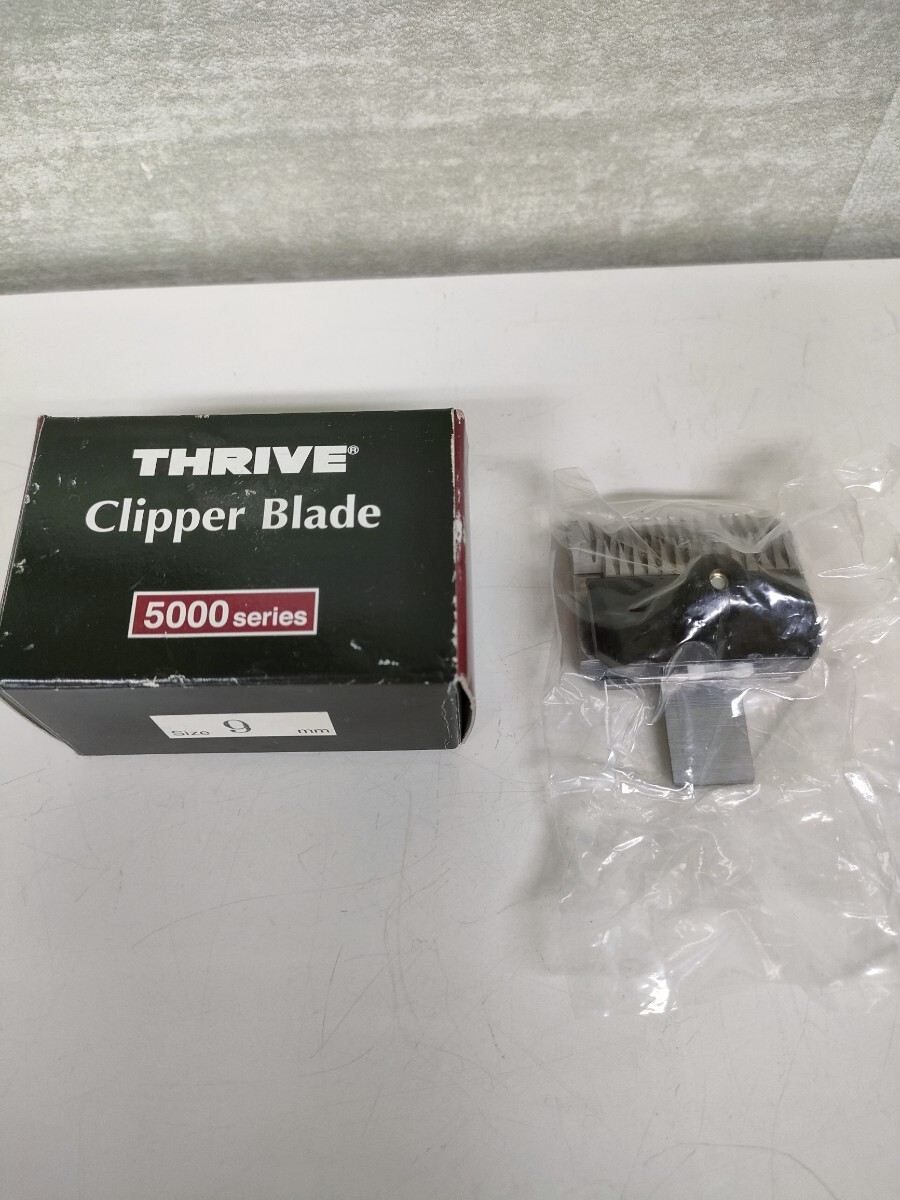 THRIVE®
Clipper Blade
5000 series
Size 9 mm